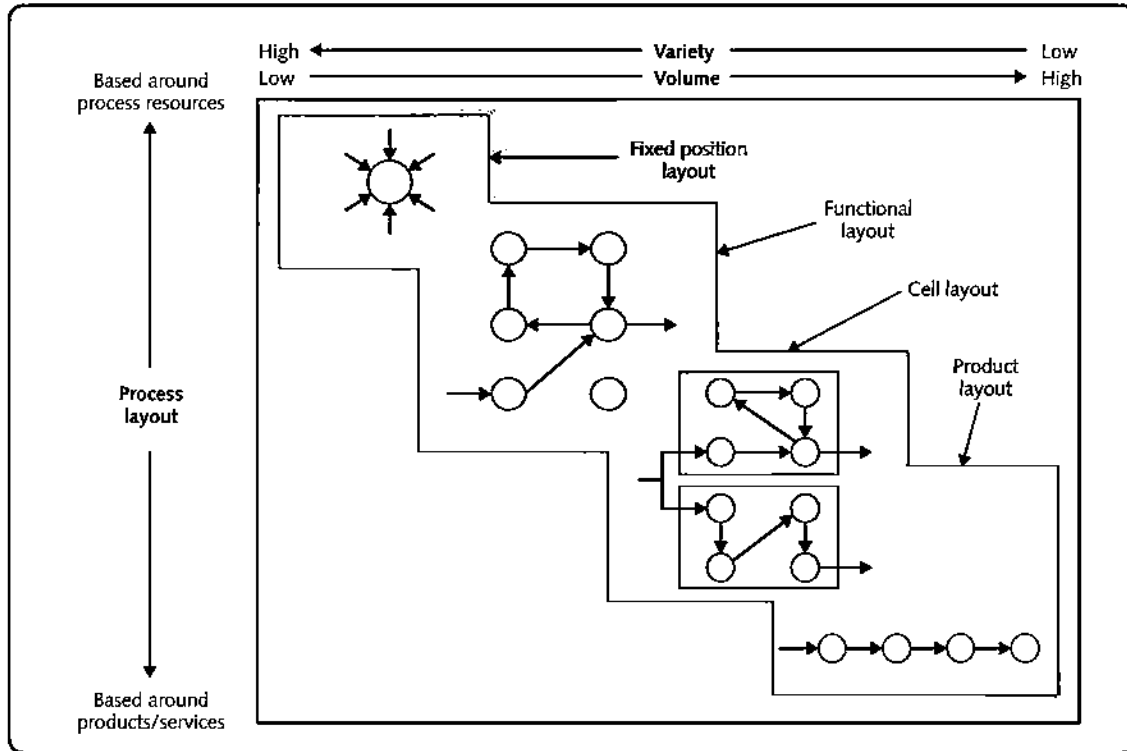 High Variety Low
Low Volume High
Based around
process resources
Fixed position
layout
Functional
layout
Cell layout
Product
layout
Process
layout
Based around
products/services